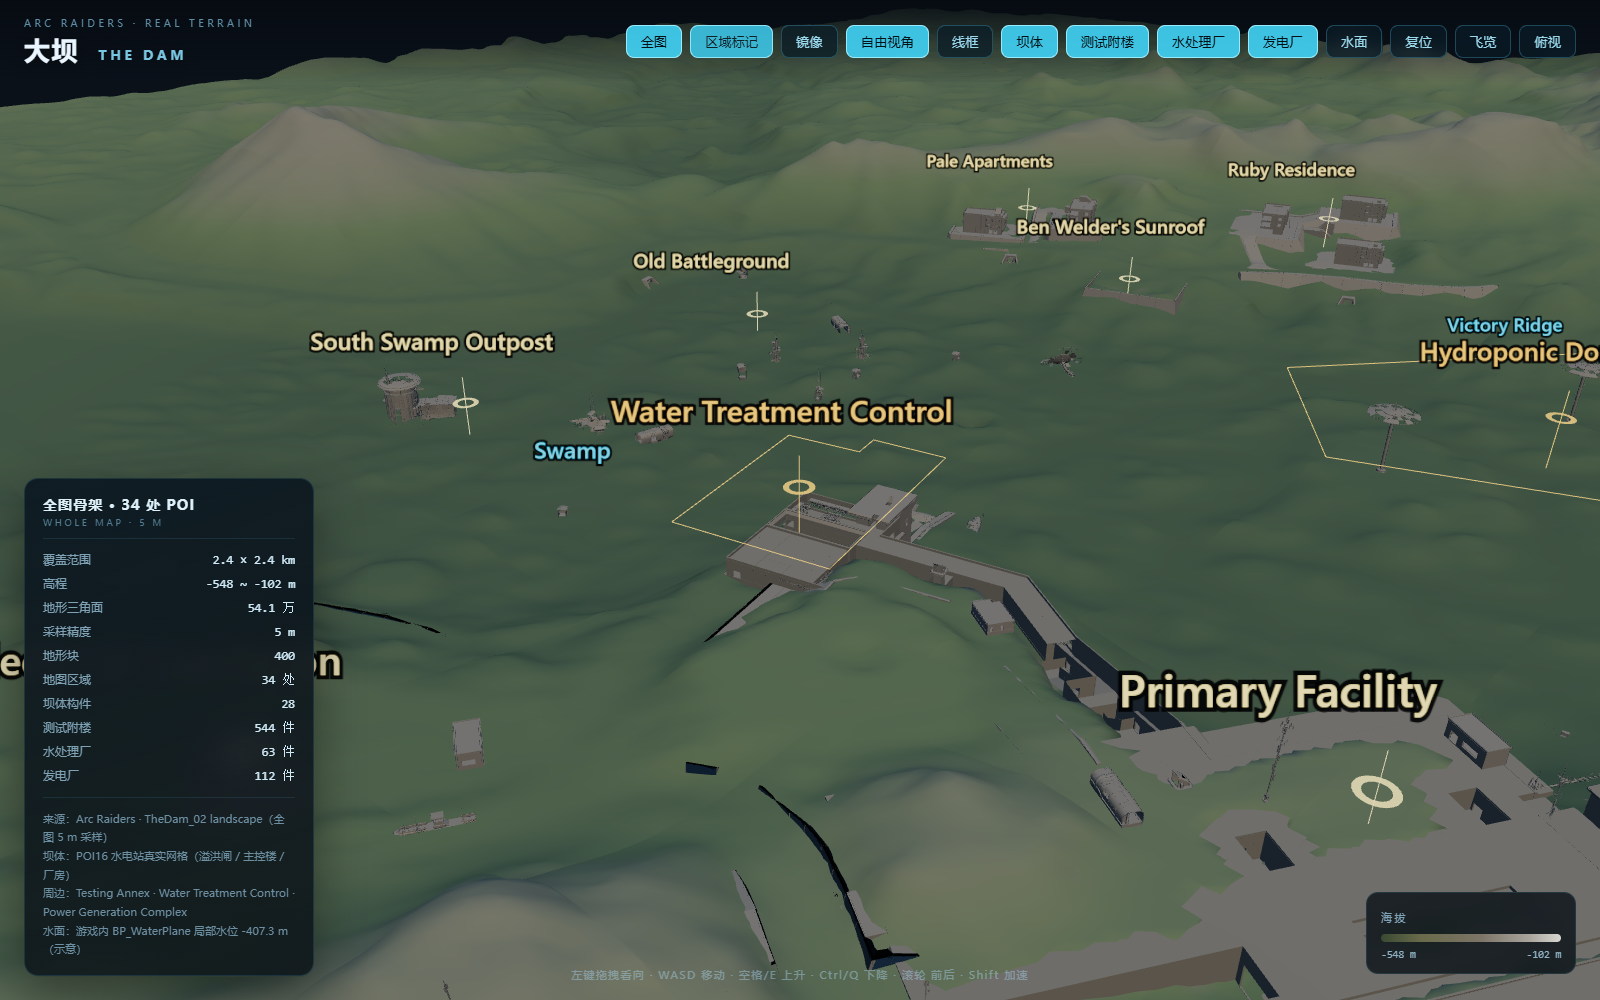 ARC RAIDERS · REAL TERRAIN
大坝 THE DAM
全图 区域标记 镜像 自由视角 线框 坝体 测试附楼 水处理厂 发电厂 水面 复位 飞览 俯视
Pale Apartments
Ruby Residence
Ben Welder's Sunroof
Old Battleground
Victory Ridge
South Swamp Outpost
Hydroponic Do
Water Treatment Control
Swamp
Primary Facility
全图骨架 • 34 处 POI
WHOLE MAP · 5 M
覆盖范围 2.4 × 2.4 km
高程 -548 ~ -102 m
地形三角面 54.1 万
采样精度 5 m
地形块 400
地图区域 34 处
坝体构件 28
测试附楼 544 件
水处理厂 63 件
发电厂 112 件
来源：Arc Raiders · TheDam_02 landscape（全
图 5 m 采样）
坝体：POI16 水电站真实网格（溢洪闸 / 主控楼 /
厂房）
周边：Testing Annex · Water Treatment Control ·
Power Generation Complex
水面：游戏内 BP_WaterPlane 局部水位 -407.3 m
（示意）
海拔
-548 m -102 m
左键拖拽看向 · WASD 移动 · 空格/E 上升 · Ctrl/Q 下降 · 滚轮 前后 · Shift 加速